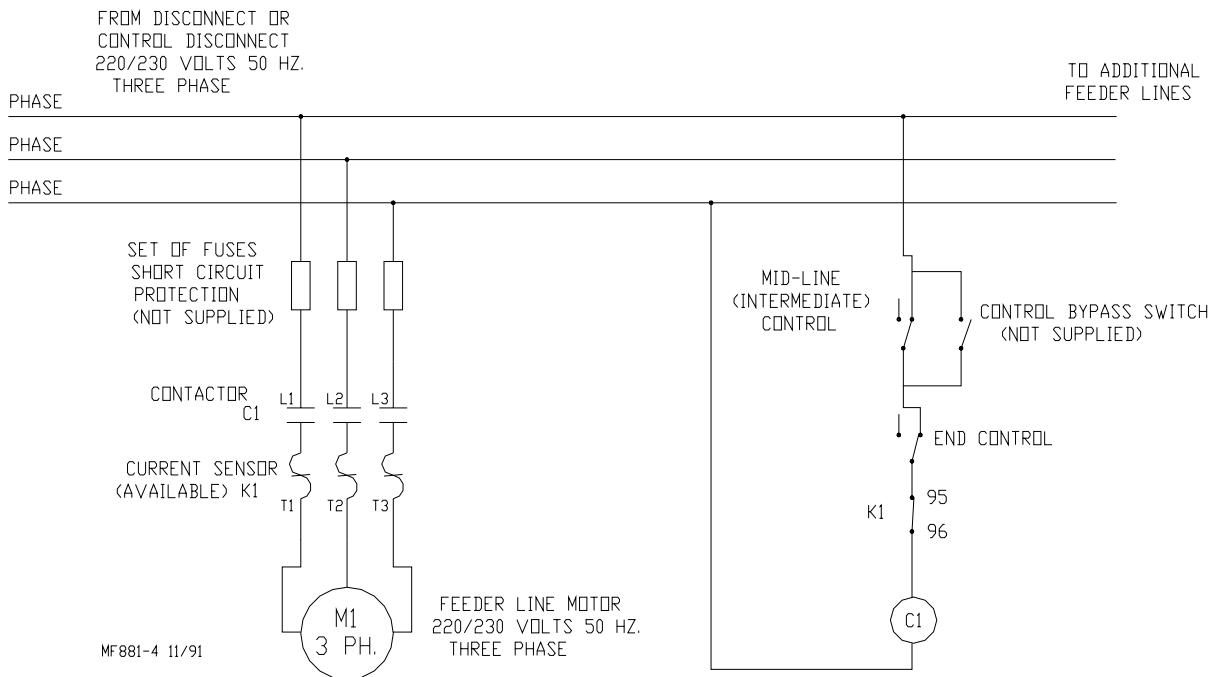 FROM DISCONNECT OR
CONTROL DISCONNECT
220/230 VOLTS 50 HZ.
THREE PHASE
TO ADDITIONAL
FEEDER LINES
PHASE
PHASE
PHASE
SET OF FUSES
SHORT CIRCUIT
PROTECTION
(NOT SUPPLIED)
MID-LINE
(INTERMEDIATE)
CONTROL
CONTROL BYPASS SWITCH
(NOT SUPPLIED)
CONTACTOR
C1
L1
L2
L3
END CONTROL
CURRENT SENSOR
(AVAILABLE) K1
T1
T2
T3
K1
95
96
M1
3 PH.
FEEDER LINE MOTOR
220/230 VOLTS 50 HZ.
THREE PHASE
C1
MF881-4 11/91